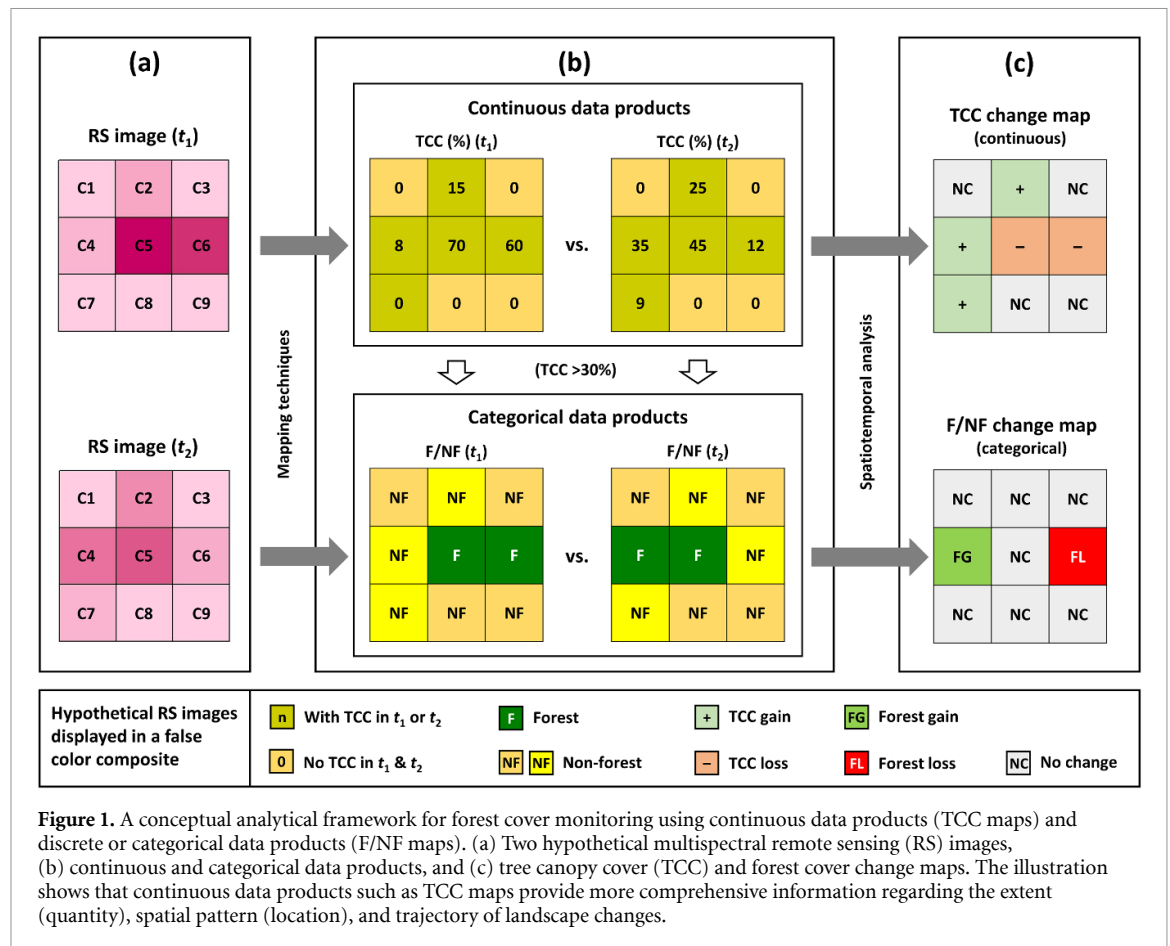 (a)
RS image (t1)
C1 C2 C3
C4 C5 C6
C7 C8 C9
RS image (t2)
C1 C2 C3
C4 C5 C6
C7 C8 C9
Mapping techniques
(b)
Continuous data products
TCC (%) (t1)
0 15 0
8 70 60
0 0 0
vs.
TCC (%) (t2)
0 25 0
35 45 12
9 0 0
(TCC >30%)
Categorical data products
F/NF (t1)
NF NF NF
NF F F
NF NF NF
vs.
F/NF (t2)
NF NF NF
F F NF
NF NF NF
Spatiotemporal analysis
(c)
TCC change map
(continuous)
NC + NC
+ − −
+ NC NC
F/NF change map
(categorical)
NC NC NC
FG NC FL
NC NC NC
Hypothetical RS images
displayed in a false
color composite
n With TCC in t1 or t2
0 No TCC in t1 & t2
F Forest
NF NF Non-forest
+ TCC gain
− TCC loss
FG Forest gain
FL Forest loss
NC No change
Figure 1. A conceptual analytical framework for forest cover monitoring using continuous data products (TCC maps) and
discrete or categorical data products (F/NF maps). (a) Two hypothetical multispectral remote sensing (RS) images,
(b) continuous and categorical data products, and (c) tree canopy cover (TCC) and forest cover change maps. The illustration
shows that continuous data products such as TCC maps provide more comprehensive information regarding the extent
(quantity), spatial pattern (location), and trajectory of landscape changes.